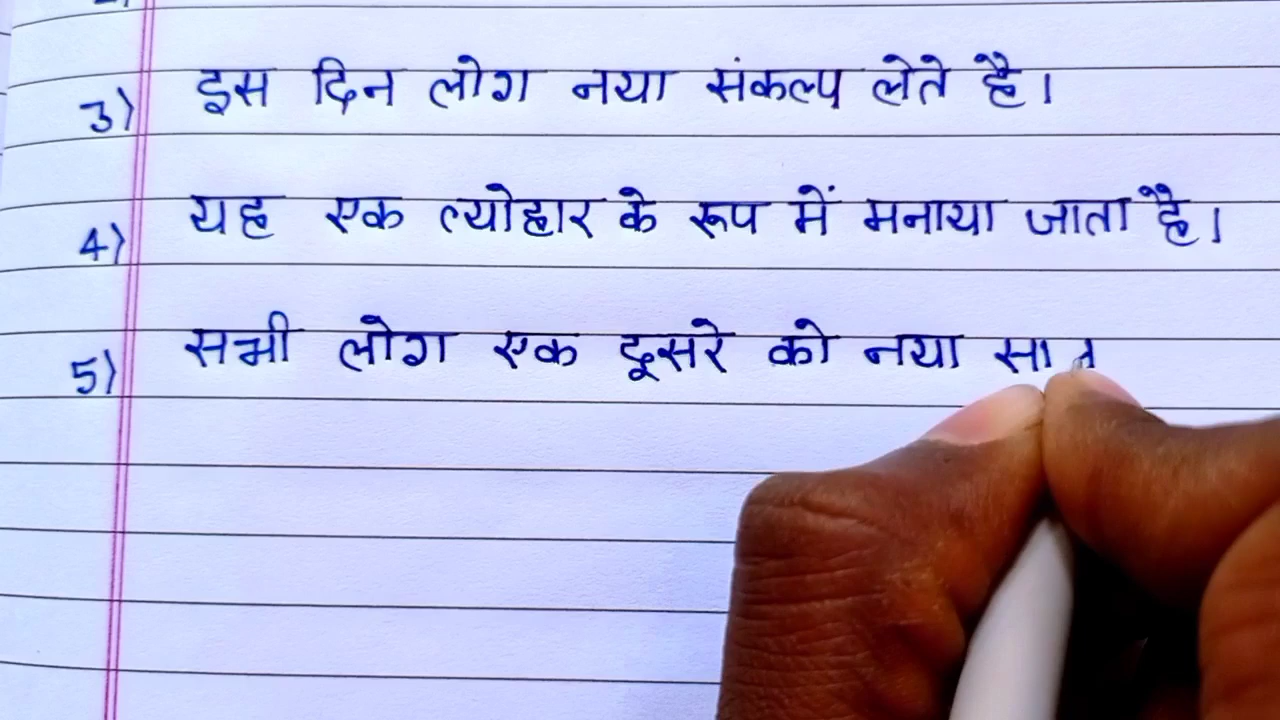 3) इस दिन लोग नया संकल्प लेते है।
4) यह एक त्योहार के रूप में मनाया जाता है।
5) सभी लोग एक दूसरे को नया